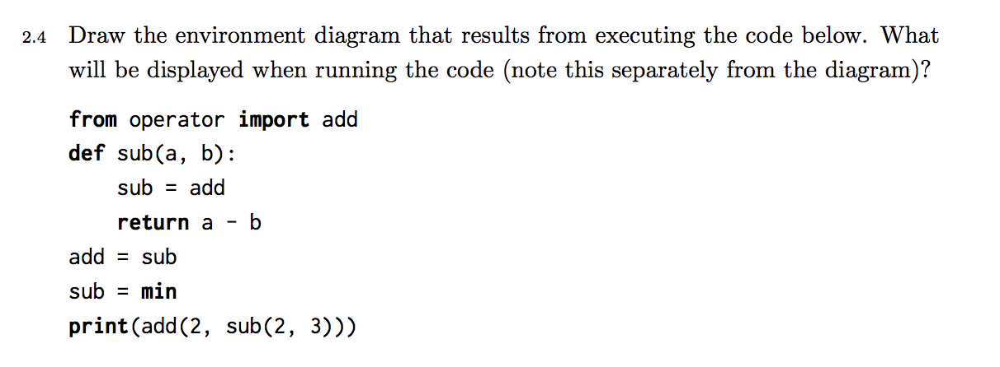 2.4 Draw the environment diagram that results from executing the code below. What
will be displayed when running the code (note this separately from the diagram)?
from operator import add
def sub(a, b):
    sub = add
    return a - b
add = sub
sub = min
print(add(2, sub(2, 3)))